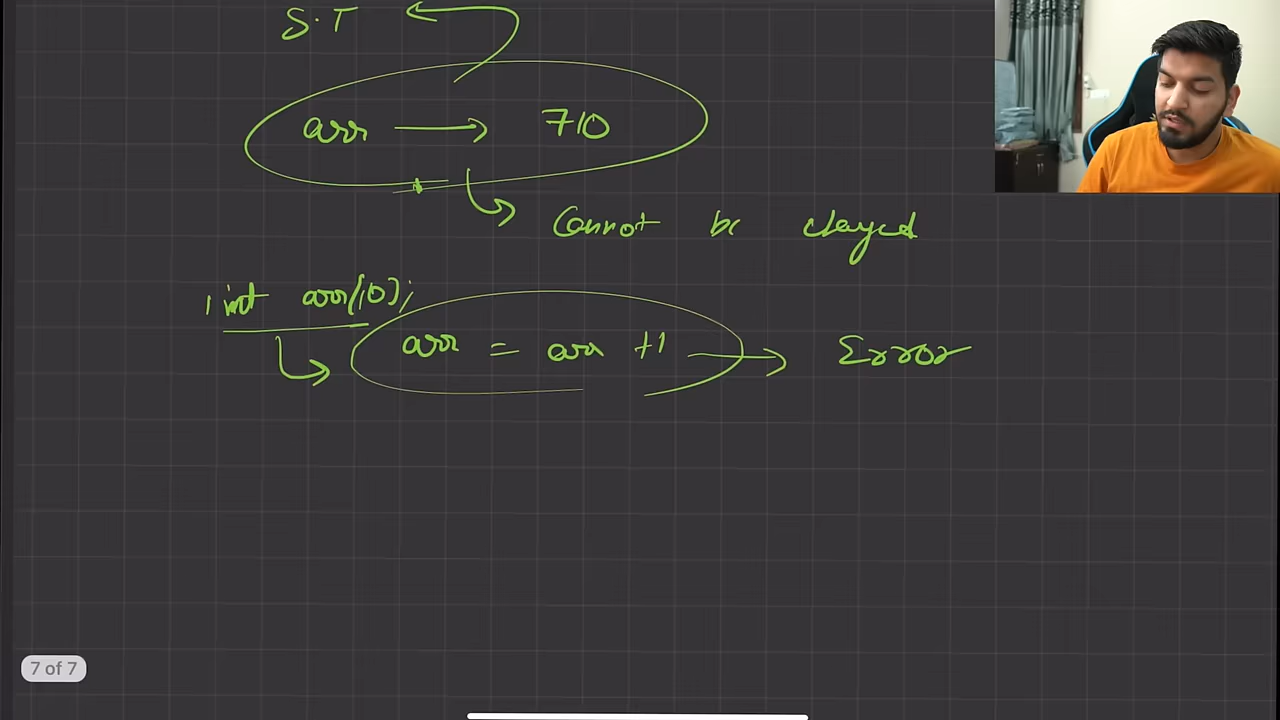 S.T
arr → 710
Cannot be changed
int arr[10];
arr = arr +1 → Error
7 of 7